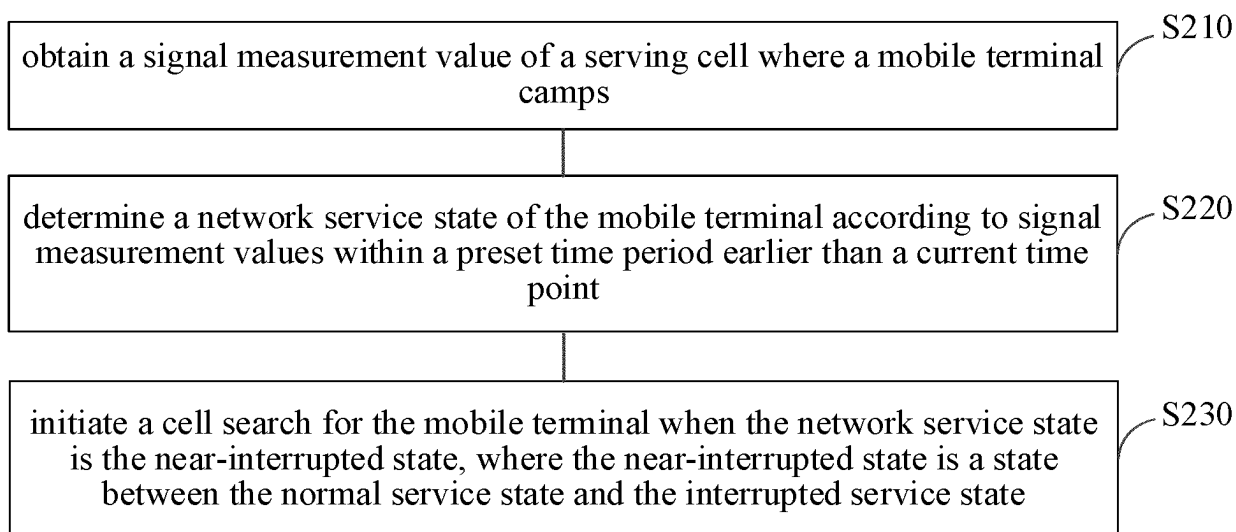 S210
obtain a signal measurement value of a serving cell where a mobile terminal
camps
S220
determine a network service state of the mobile terminal according to signal
measurement values within a preset time period earlier than a current time
point
S230
initiate a cell search for the mobile terminal when the network service state
is the near-interrupted state, where the near-interrupted state is a state
between the normal service state and the interrupted service state